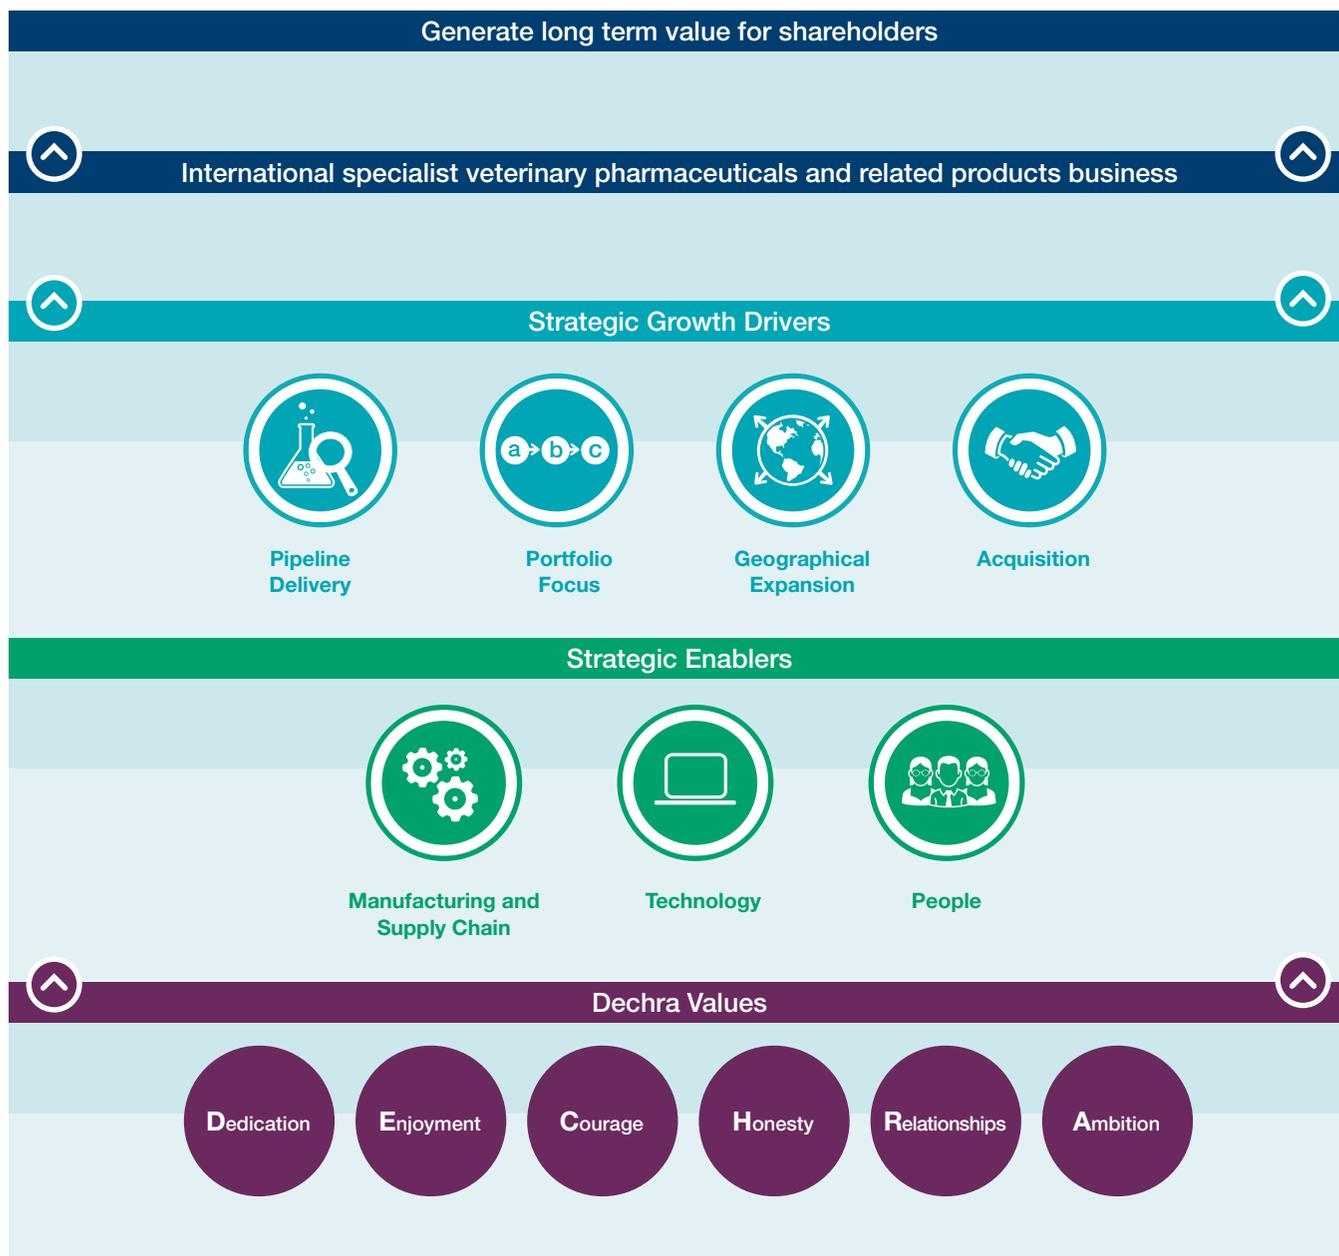 Generate long term value for shareholders
International specialist veterinary pharmaceuticals and related products business
Strategic Growth Drivers
a b c
Pipeline
Delivery
Portfolio
Focus
Geographical
Expansion
Acquisition
Strategic Enablers
Manufacturing and
Supply Chain
Technology
People
Dechra Values
Dedication
Enjoyment
Courage
Honesty
Relationships
Ambition